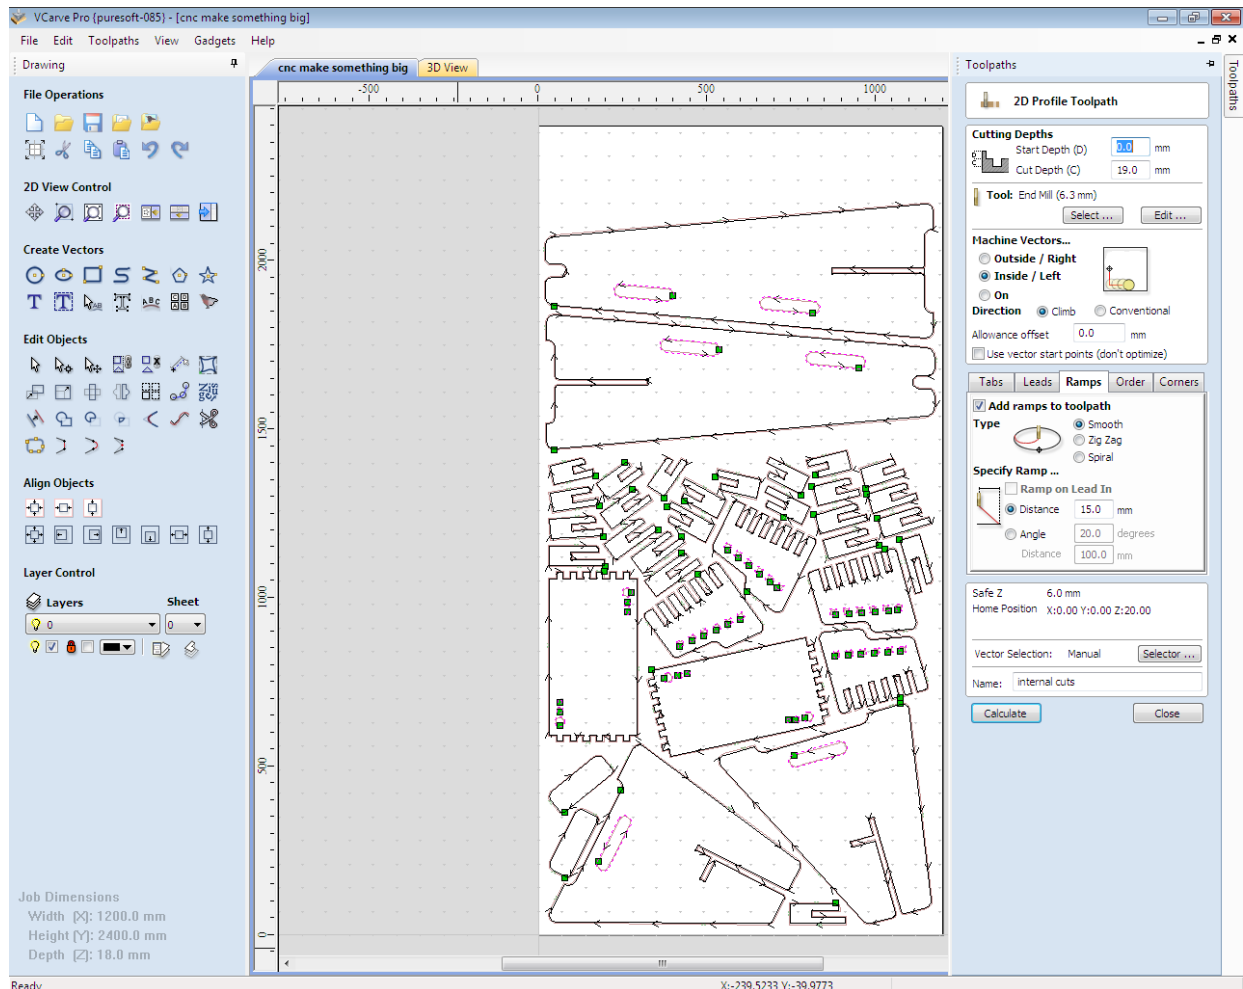 VCarve Pro {puresoft-085} - [cnc make something big]
File Edit Toolpaths View Gadgets Help
Drawing
cnc make something big 3D View
Toolpaths
Toolpaths
File Operations
2D View Control
Create Vectors
Edit Objects
Align Objects
Layer Control
Layers Sheet
0 0
Job Dimensions
Width [X]: 1200.0 mm
Height [Y]: 2400.0 mm
Depth [Z]: 18.0 mm
-500 0 500 1000
2000
1500
1000
500
0
2D Profile Toolpath
Cutting Depths
Start Depth (D) 0.0 mm
Cut Depth (C) 19.0 mm
Tool: End Mill (6.3 mm)
Select ... Edit ...
Machine Vectors...
Outside / Right
Inside / Left
On
Direction Climb Conventional
Allowance offset 0.0 mm
Use vector start points (don't optimize)
Tabs Leads Ramps Order Corners
Add ramps to toolpath
Type Smooth
Zig Zag
Spiral
Specify Ramp ...
Ramp on Lead In
Distance 15.0 mm
Angle 20.0 degrees
Distance 100.0 mm
Safe Z 6.0 mm
Home Position X:0.00 Y:0.00 Z:20.00
Vector Selection: Manual Selector ...
Name: internal cuts
Calculate Close
Ready X:-239.5233 Y:-39.9773